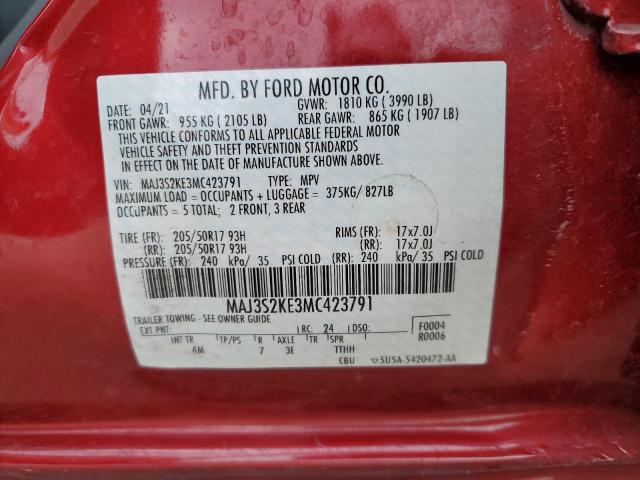 MFD. BY FORD MOTOR CO.
DATE: 04/21 GVWR: 1810 KG ( 3990 LB)
FRONT GAWR: 955 KG ( 2105 LB) REAR GAWR: 865 KG ( 1907 LB)
THIS VEHICLE CONFORMS TO ALL APPLICABLE FEDERAL MOTOR
VEHICLE SAFETY AND THEFT PREVENTION STANDARDS
IN EFFECT ON THE DATE OF MANUFACTURE SHOWN ABOVE.
VIN: MAJ3S2KE3MC423791 TYPE: MPV
MAXIMUM LOAD = OCCUPANTS + LUGGAGE = 375KG/ 827LB
OCCUPANTS = 5 TOTAL; 2 FRONT, 3 REAR
TIRE (FR): 205/50R17 93H RIMS (FR): 17x7.0J
(RR): 205/50R17 93H (RR): 17x7.0J
PRESSURE (FR): 240 kPa/ 35 PSI COLD (RR): 240 kPa/ 35 PSI COLD
MAJ3S2KE3MC423791
TRAILER TOWING - SEE OWNER GUIDE
EXT PNT: RC: 24 DSO: F0004
INT TR TP/PS R AXLE TR SPR R0006
4M 7 3E TTHH
CBU 5U5A-5420472-AA